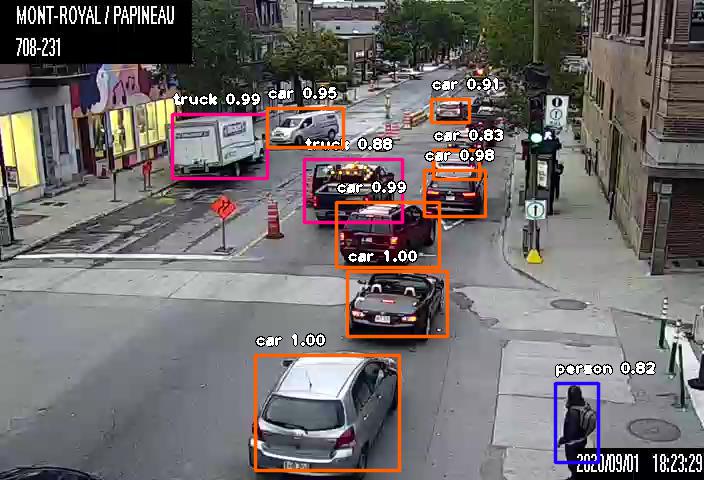 MONT-ROYAL / PAPINEAU
708-231
car 0.91
truck 0.99
car 0.95
car 0.83
truck 0.88
car 0.98
car 0.99
car 1.00
car 1.00
person 0.82
2020/09/01 18:23:29